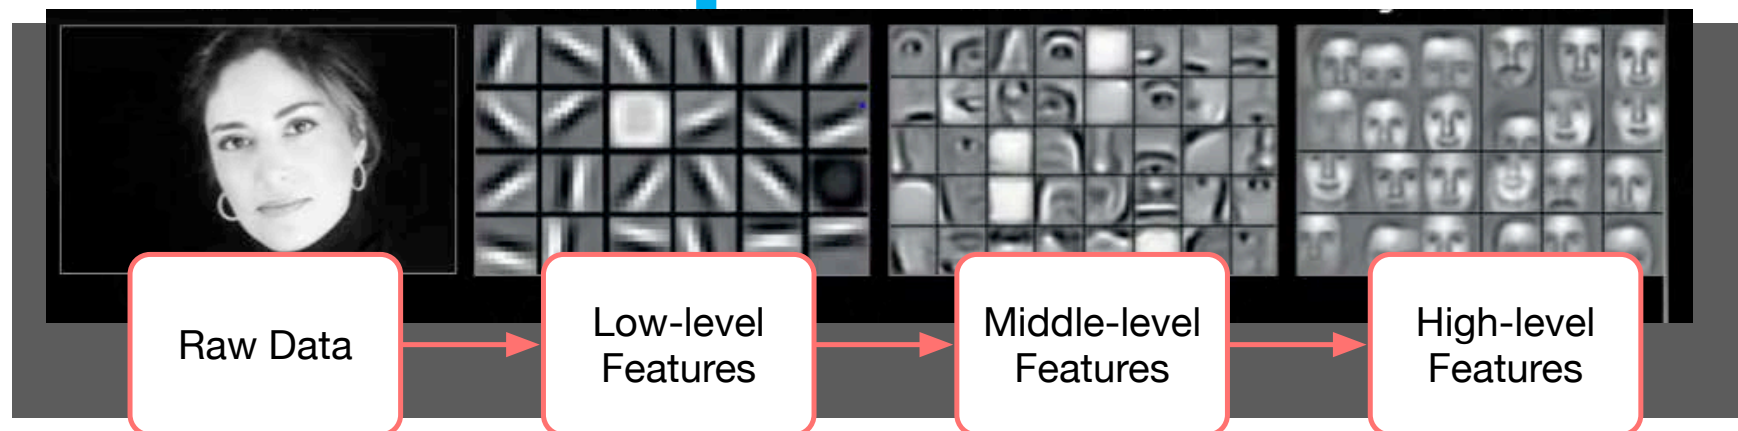 Raw Data
Low-level
Features
Middle-level
Features
High-level
Features